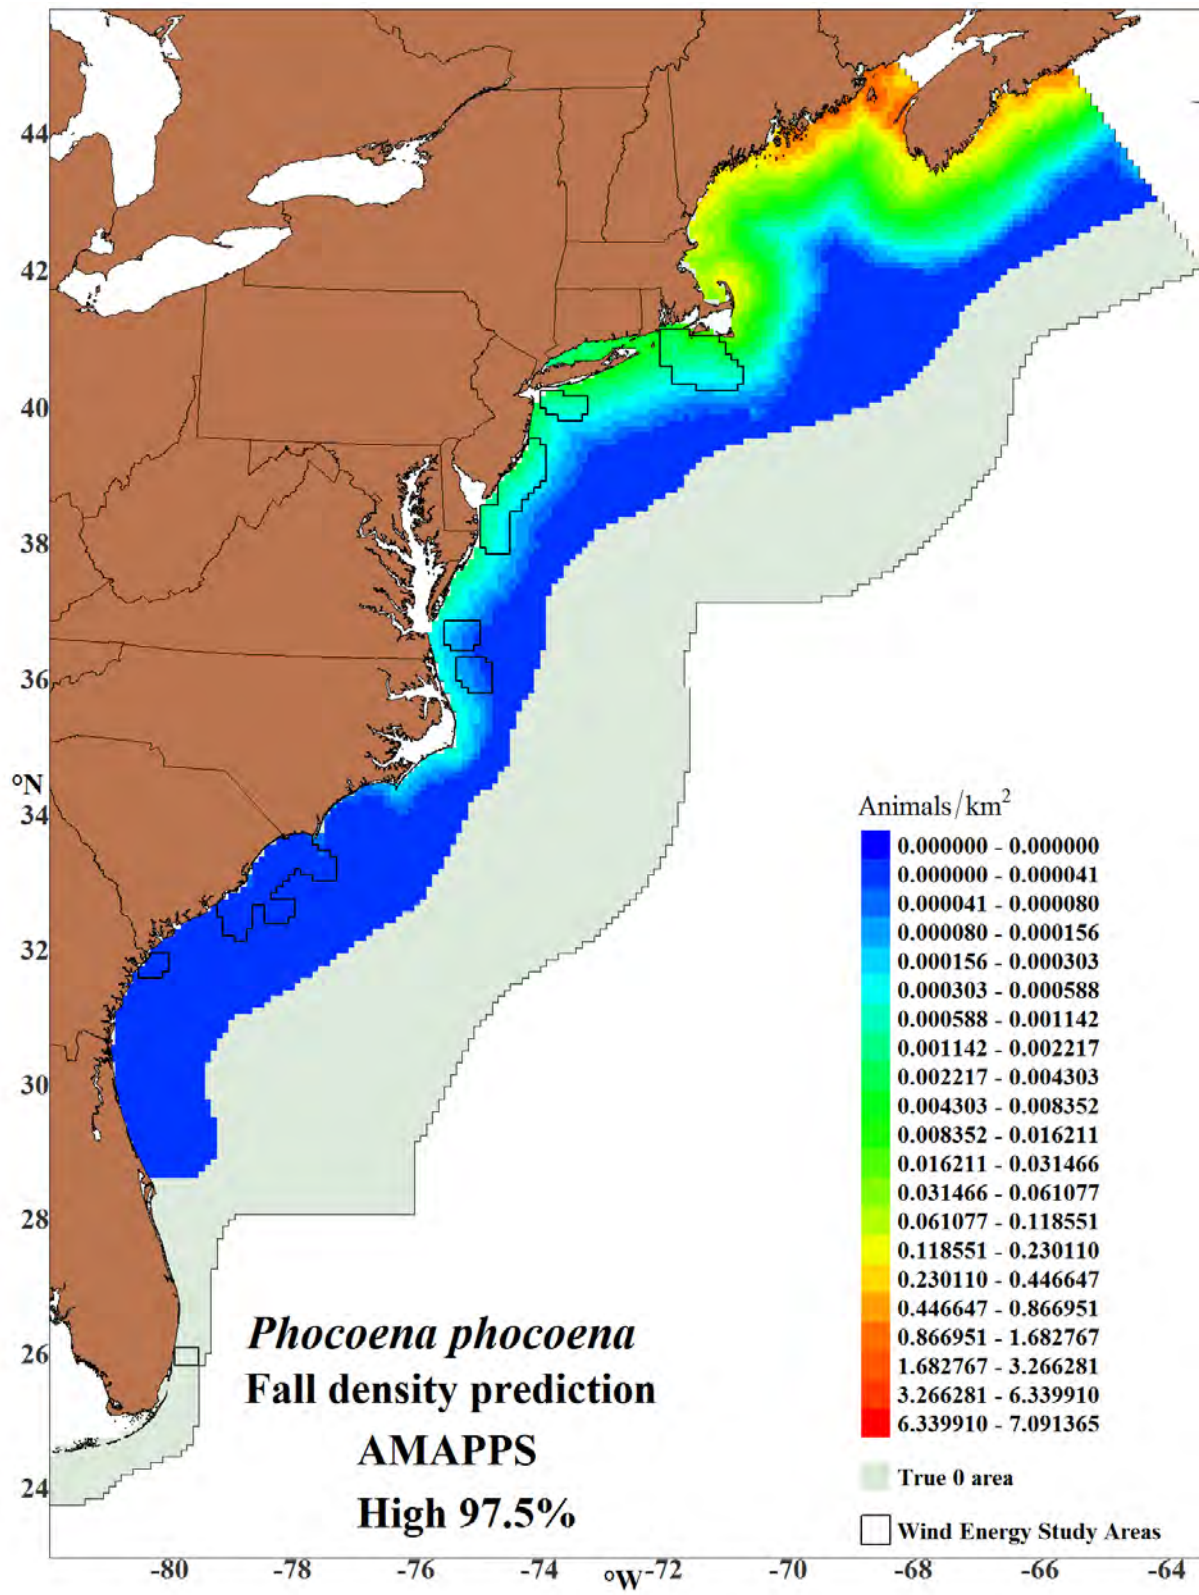 44
42
40
38
36
°N
34
32
30
28
26
24
Animals/km²
0.000000 - 0.000000
0.000000 - 0.000041
0.000041 - 0.000080
0.000080 - 0.000156
0.000156 - 0.000303
0.000303 - 0.000588
0.000588 - 0.001142
0.001142 - 0.002217
0.002217 - 0.004303
0.004303 - 0.008352
0.008352 - 0.016211
0.016211 - 0.031466
0.031466 - 0.061077
0.061077 - 0.118551
0.118551 - 0.230110
0.230110 - 0.446647
0.446647 - 0.866951
0.866951 - 1.682767
1.682767 - 3.266281
3.266281 - 6.339910
6.339910 - 7.091365
True 0 area
Wind Energy Study Areas
Phocoena phocoena
Fall density prediction
AMAPPS
High 97.5%
-80 -78 -76 -74 -72 -70 -68 -66 -64
°W